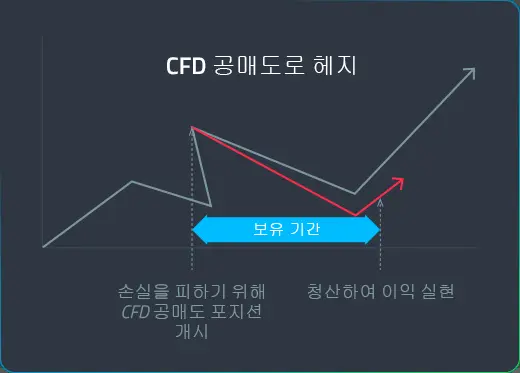 CFD 공매도로 헤지
보유 기간
손실을 피하기 위해
CFD 공매도 포지션
개시
청산하여 이익 실현